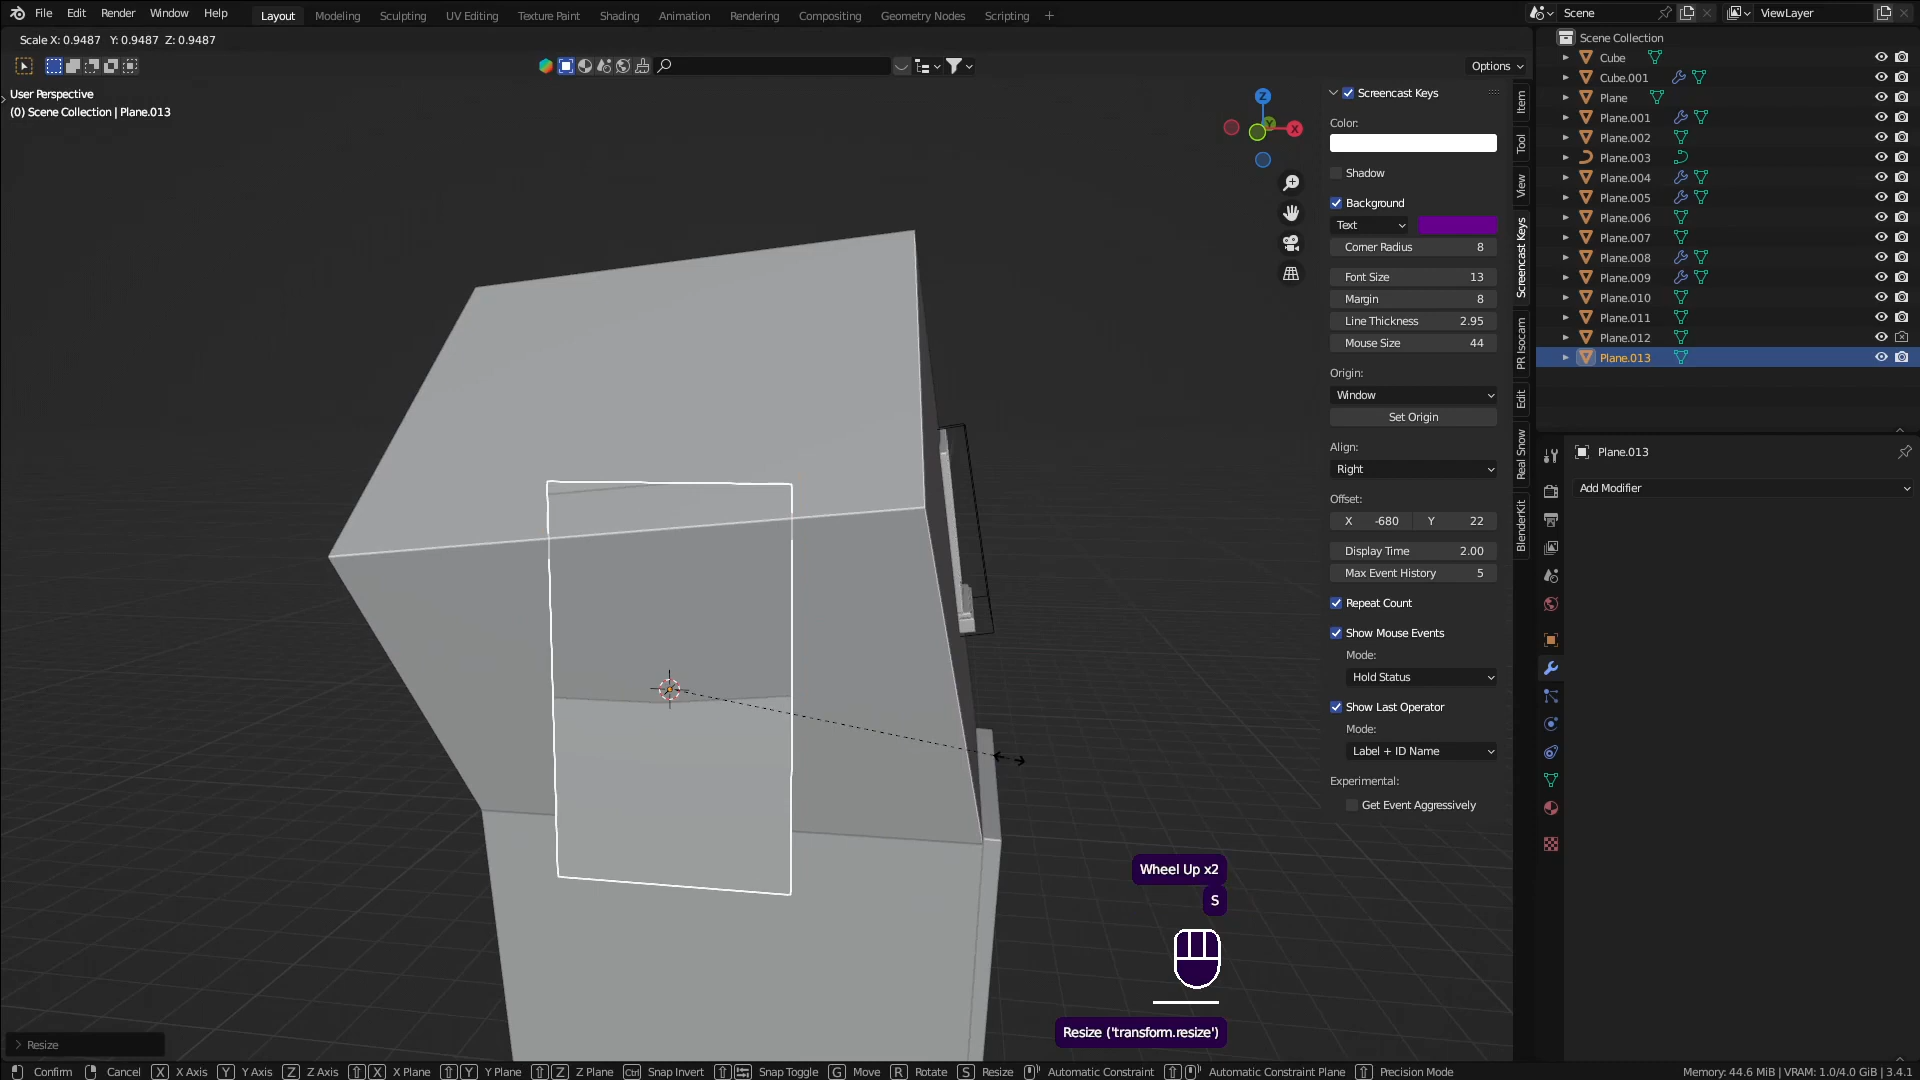 File Edit Render Window Help Layout Modeling Sculpting UV Editing Texture Paint Shading Animation Rendering Compositing Geometry Nodes Scripting + Scene ViewLayer
Scale X: 0.9487 Y: 0.9487 Z: 0.9487
Options
User Perspective
(0) Scene Collection | Plane.013
Z
Y
X
Screencast Keys
Color:
Shadow
Background
Text
Corner Radius 8
Font Size 13
Margin 8
Line Thickness 2.95
Mouse Size 44
Origin:
Window
Set Origin
Align:
Right
Offset:
X -680 Y 22
Display Time 2.00
Max Event History 5
Repeat Count
Show Mouse Events
Mode:
Hold Status
Show Last Operator
Mode:
Label + ID Name
Experimental:
Get Event Aggressively
Item
Tool
View
Screencast Keys
PR Isocam
Edit
Real Snow
BlenderKit
Scene Collection
Cube
Cube.001
Plane
Plane.001
Plane.002
Plane.003
Plane.004
Plane.005
Plane.006
Plane.007
Plane.008
Plane.009
Plane.010
Plane.011
Plane.012
Plane.013
Plane.013
Add Modifier
Wheel Up x2
S
Resize ('transform.resize')
Resize
Confirm Cancel X X Axis Y Y Axis Z Z Axis X X Plane Y Y Plane Z Z Plane Ctrl Snap Invert Snap Toggle G Move R Rotate S Resize Automatic Constraint Automatic Constraint Plane Precision Mode Memory: 44.6 MiB | VRAM: 1.0/4.0 GiB | 3.4.1